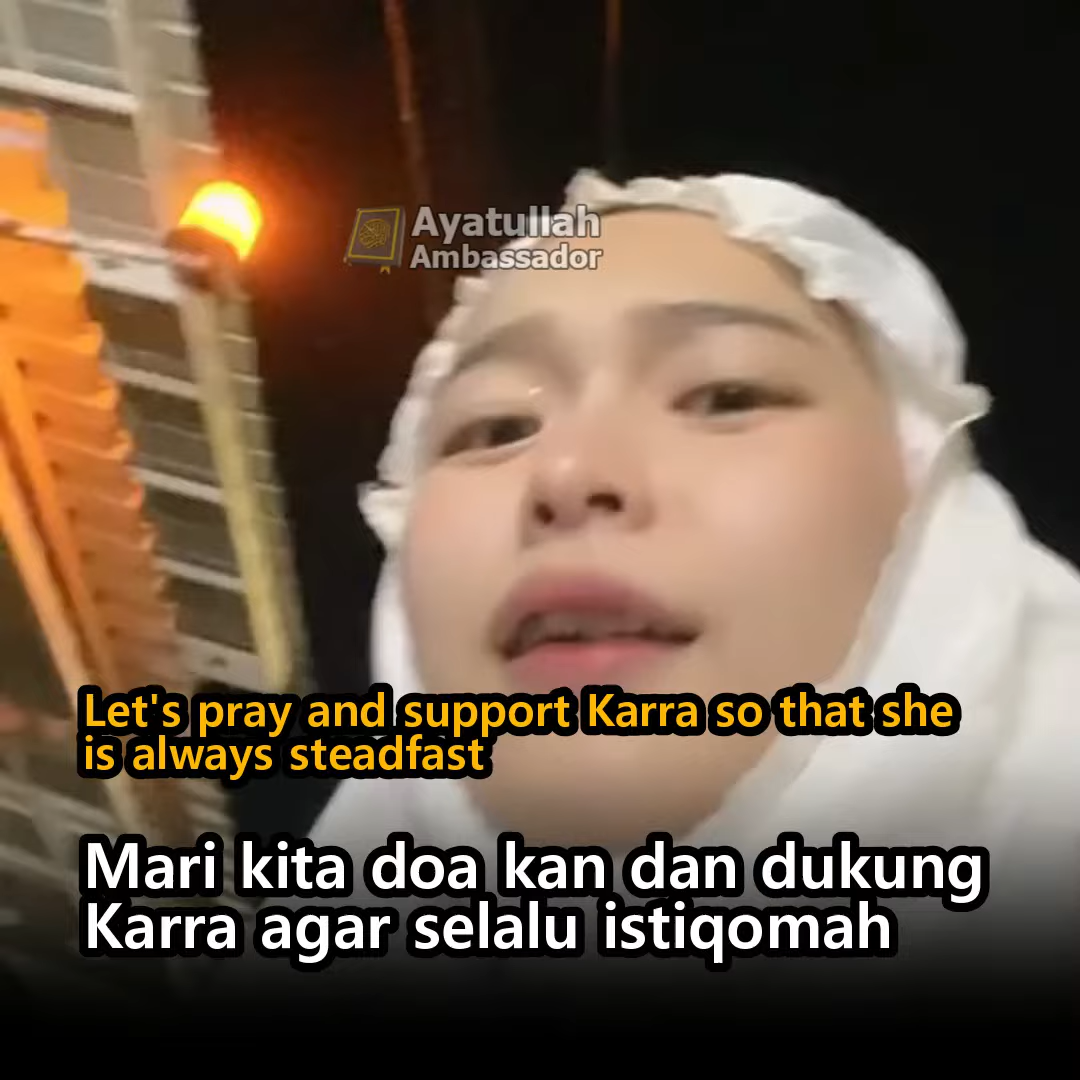 Ayatullah
Ambassador
Let's pray and support Karra so that she
is always steadfast
Mari kita doa kan dan dukung
Karra agar selalu istiqomah